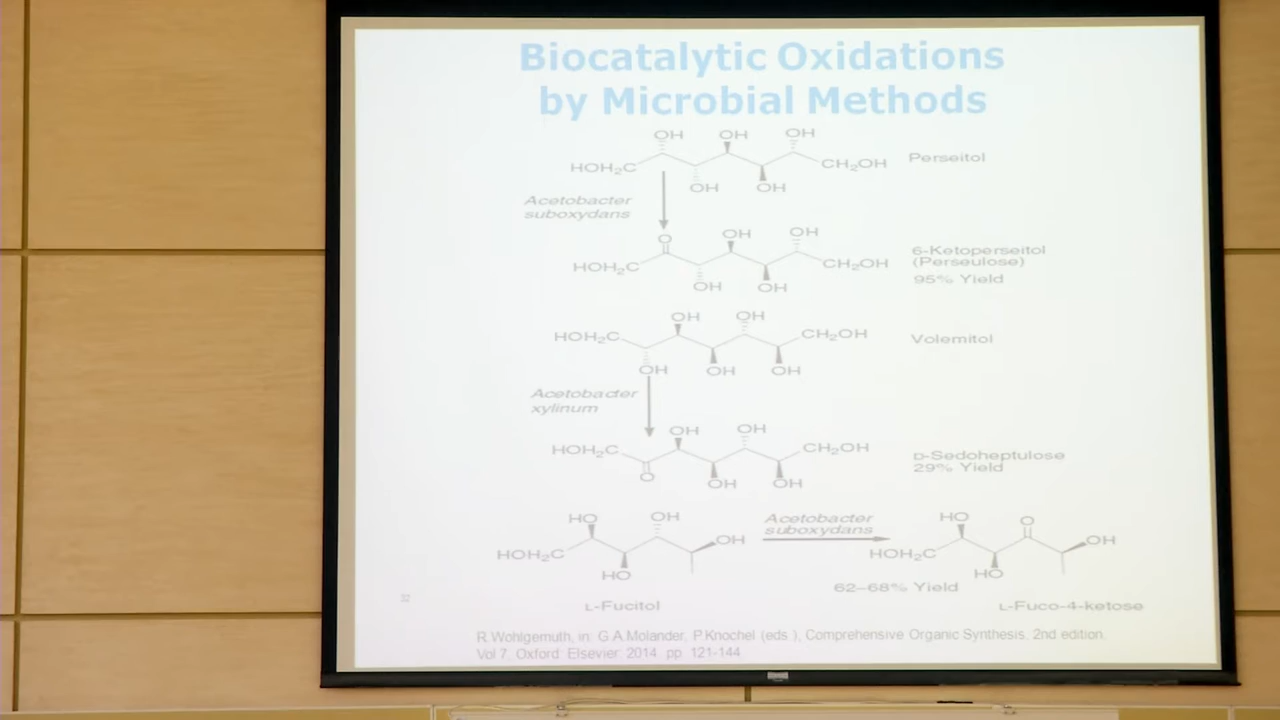 Biocatalytic Oxidations
by Microbial Methods
OH OH OH
HOH₂C CH₂OH Perseitol
OH OH
Acetobacter
suboxydans
O OH OH
HOH₂C CH₂OH 6-Ketoperseitol
(Perseulose)
OH OH 95% Yield
OH OH
HOH₂C CH₂OH Volemitol
OH OH OH
Acetobacter
xylinum
OH OH
HOH₂C CH₂OH D-Sedoheptulose
O OH OH 29% Yield
HO OH Acetobacter HO O
suboxydans
HOH₂C OH HOH₂C OH
HO HO
62–68% Yield
L-Fucitol L-Fuco-4-ketose
22
R.Wohlgemuth, in: G.A.Molander, P.Knochel (eds.), Comprehensive Organic Synthesis, 2nd edition.
Vol 7. Oxford: Elsevier; 2014. pp. 121-144